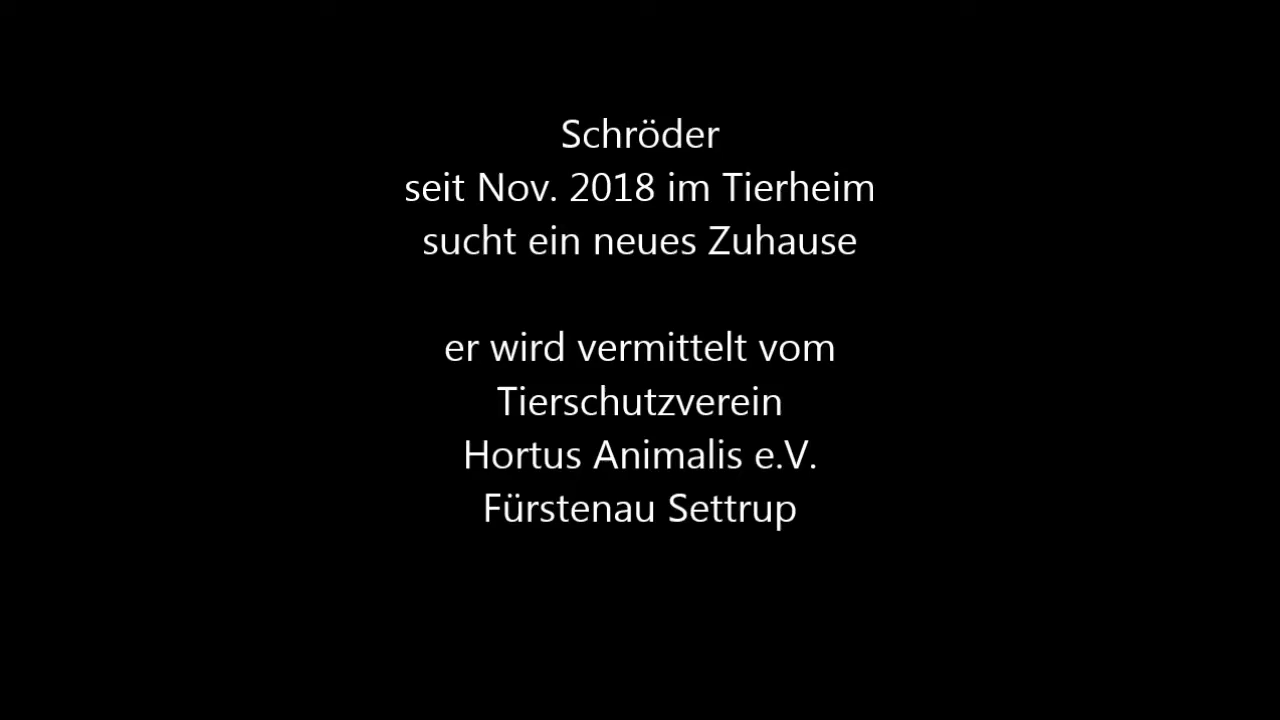 Schröder
seit Nov. 2018 im Tierheim
sucht ein neues Zuhause
er wird vermittelt vom
Tierschutzverein
Hortus Animalis e.V.
Fürstenau Settrup